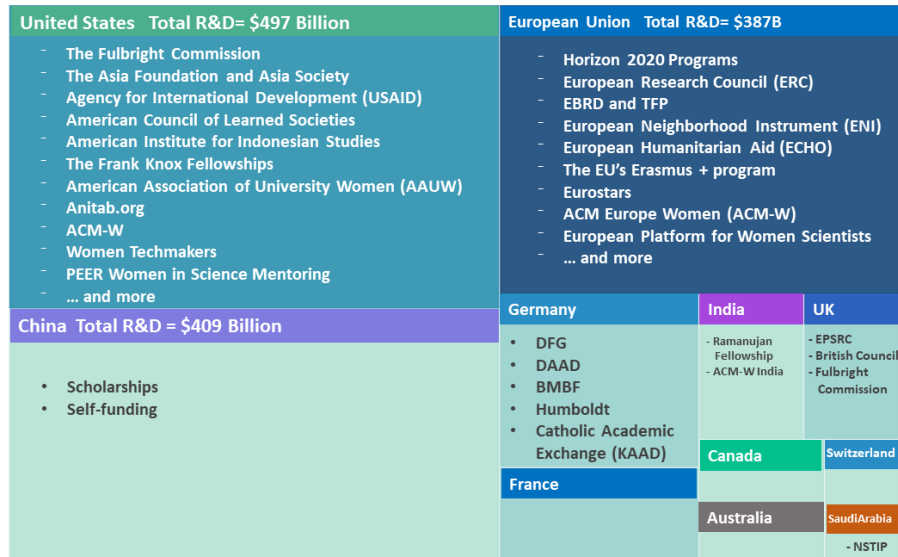 United States Total R&D= $497 Billion
- The Fulbright Commission
- The Asia Foundation and Asia Society
- Agency for International Development (USAID)
- American Council of Learned Societies
- American Institute for Indonesian Studies
- The Frank Knox Fellowships
- American Association of University Women (AAUW)
- Anitab.org
- ACM-W
- Women Techmakers
- PEER Women in Science Mentoring
- … and more
European Union Total R&D= $387B
- Horizon 2020 Programs
- European Research Council (ERC)
- EBRD and TFP
- European Neighborhood Instrument (ENI)
- European Humanitarian Aid (ECHO)
- The EU's Erasmus + program
- Eurostars
- ACM Europe Women (ACM-W)
- European Platform for Women Scientists
- … and more
China Total R&D = $409 Billion
• Scholarships
• Self-funding
Germany
• DFG
• DAAD
• BMBF
• Humboldt
• Catholic Academic
Exchange (KAAD)
France
India
- Ramanujan
Fellowship
- ACM-W India
UK
- EPSRC
- British Council
- Fulbright
Commission
Canada
Switzerland
Australia
SaudiArabia
- NSTIP